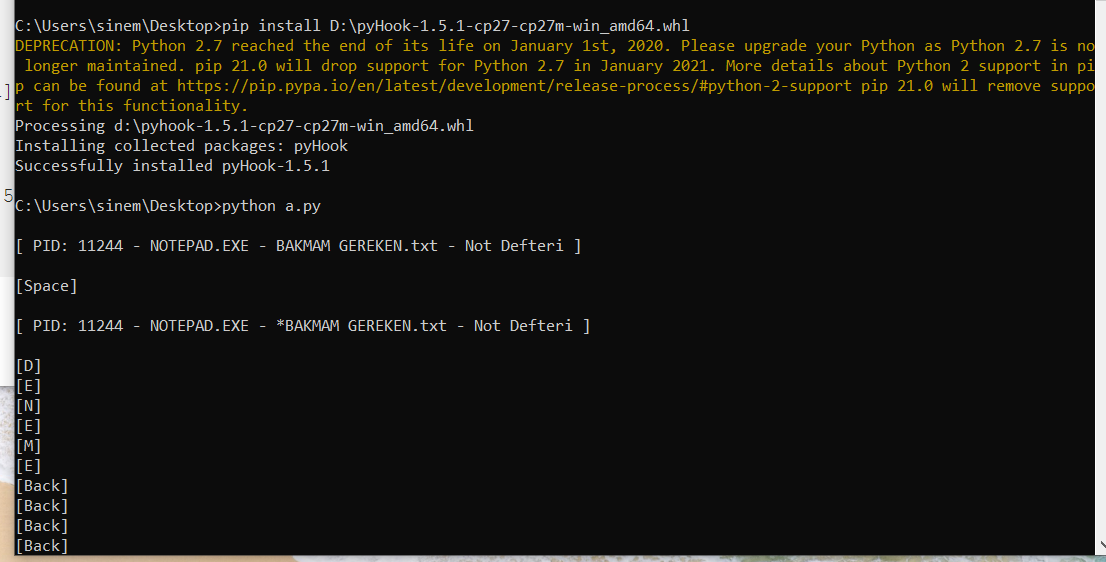 C:\Users\sinem\Desktop>pip install D:\pyHook-1.5.1-cp27-cp27m-win_amd64.whl
DEPRECATION: Python 2.7 reached the end of its life on January 1st, 2020. Please upgrade your Python as Python 2.7 is no
longer maintained. pip 21.0 will drop support for Python 2.7 in January 2021. More details about Python 2 support in pi
p can be found at https://pip.pypa.io/en/latest/development/release-process/#python-2-support pip 21.0 will remove suppo
rt for this functionality.
Processing d:\pyhook-1.5.1-cp27-cp27m-win_amd64.whl
Installing collected packages: pyHook
Successfully installed pyHook-1.5.1
5
C:\Users\sinem\Desktop>python a.py
[ PID: 11244 - NOTEPAD.EXE - BAKMAM GEREKEN.txt - Not Defteri ]
[Space]
[ PID: 11244 - NOTEPAD.EXE - *BAKMAM GEREKEN.txt - Not Defteri ]
[D]
[E]
[N]
[E]
[M]
[E]
[Back]
[Back]
[Back]
[Back]